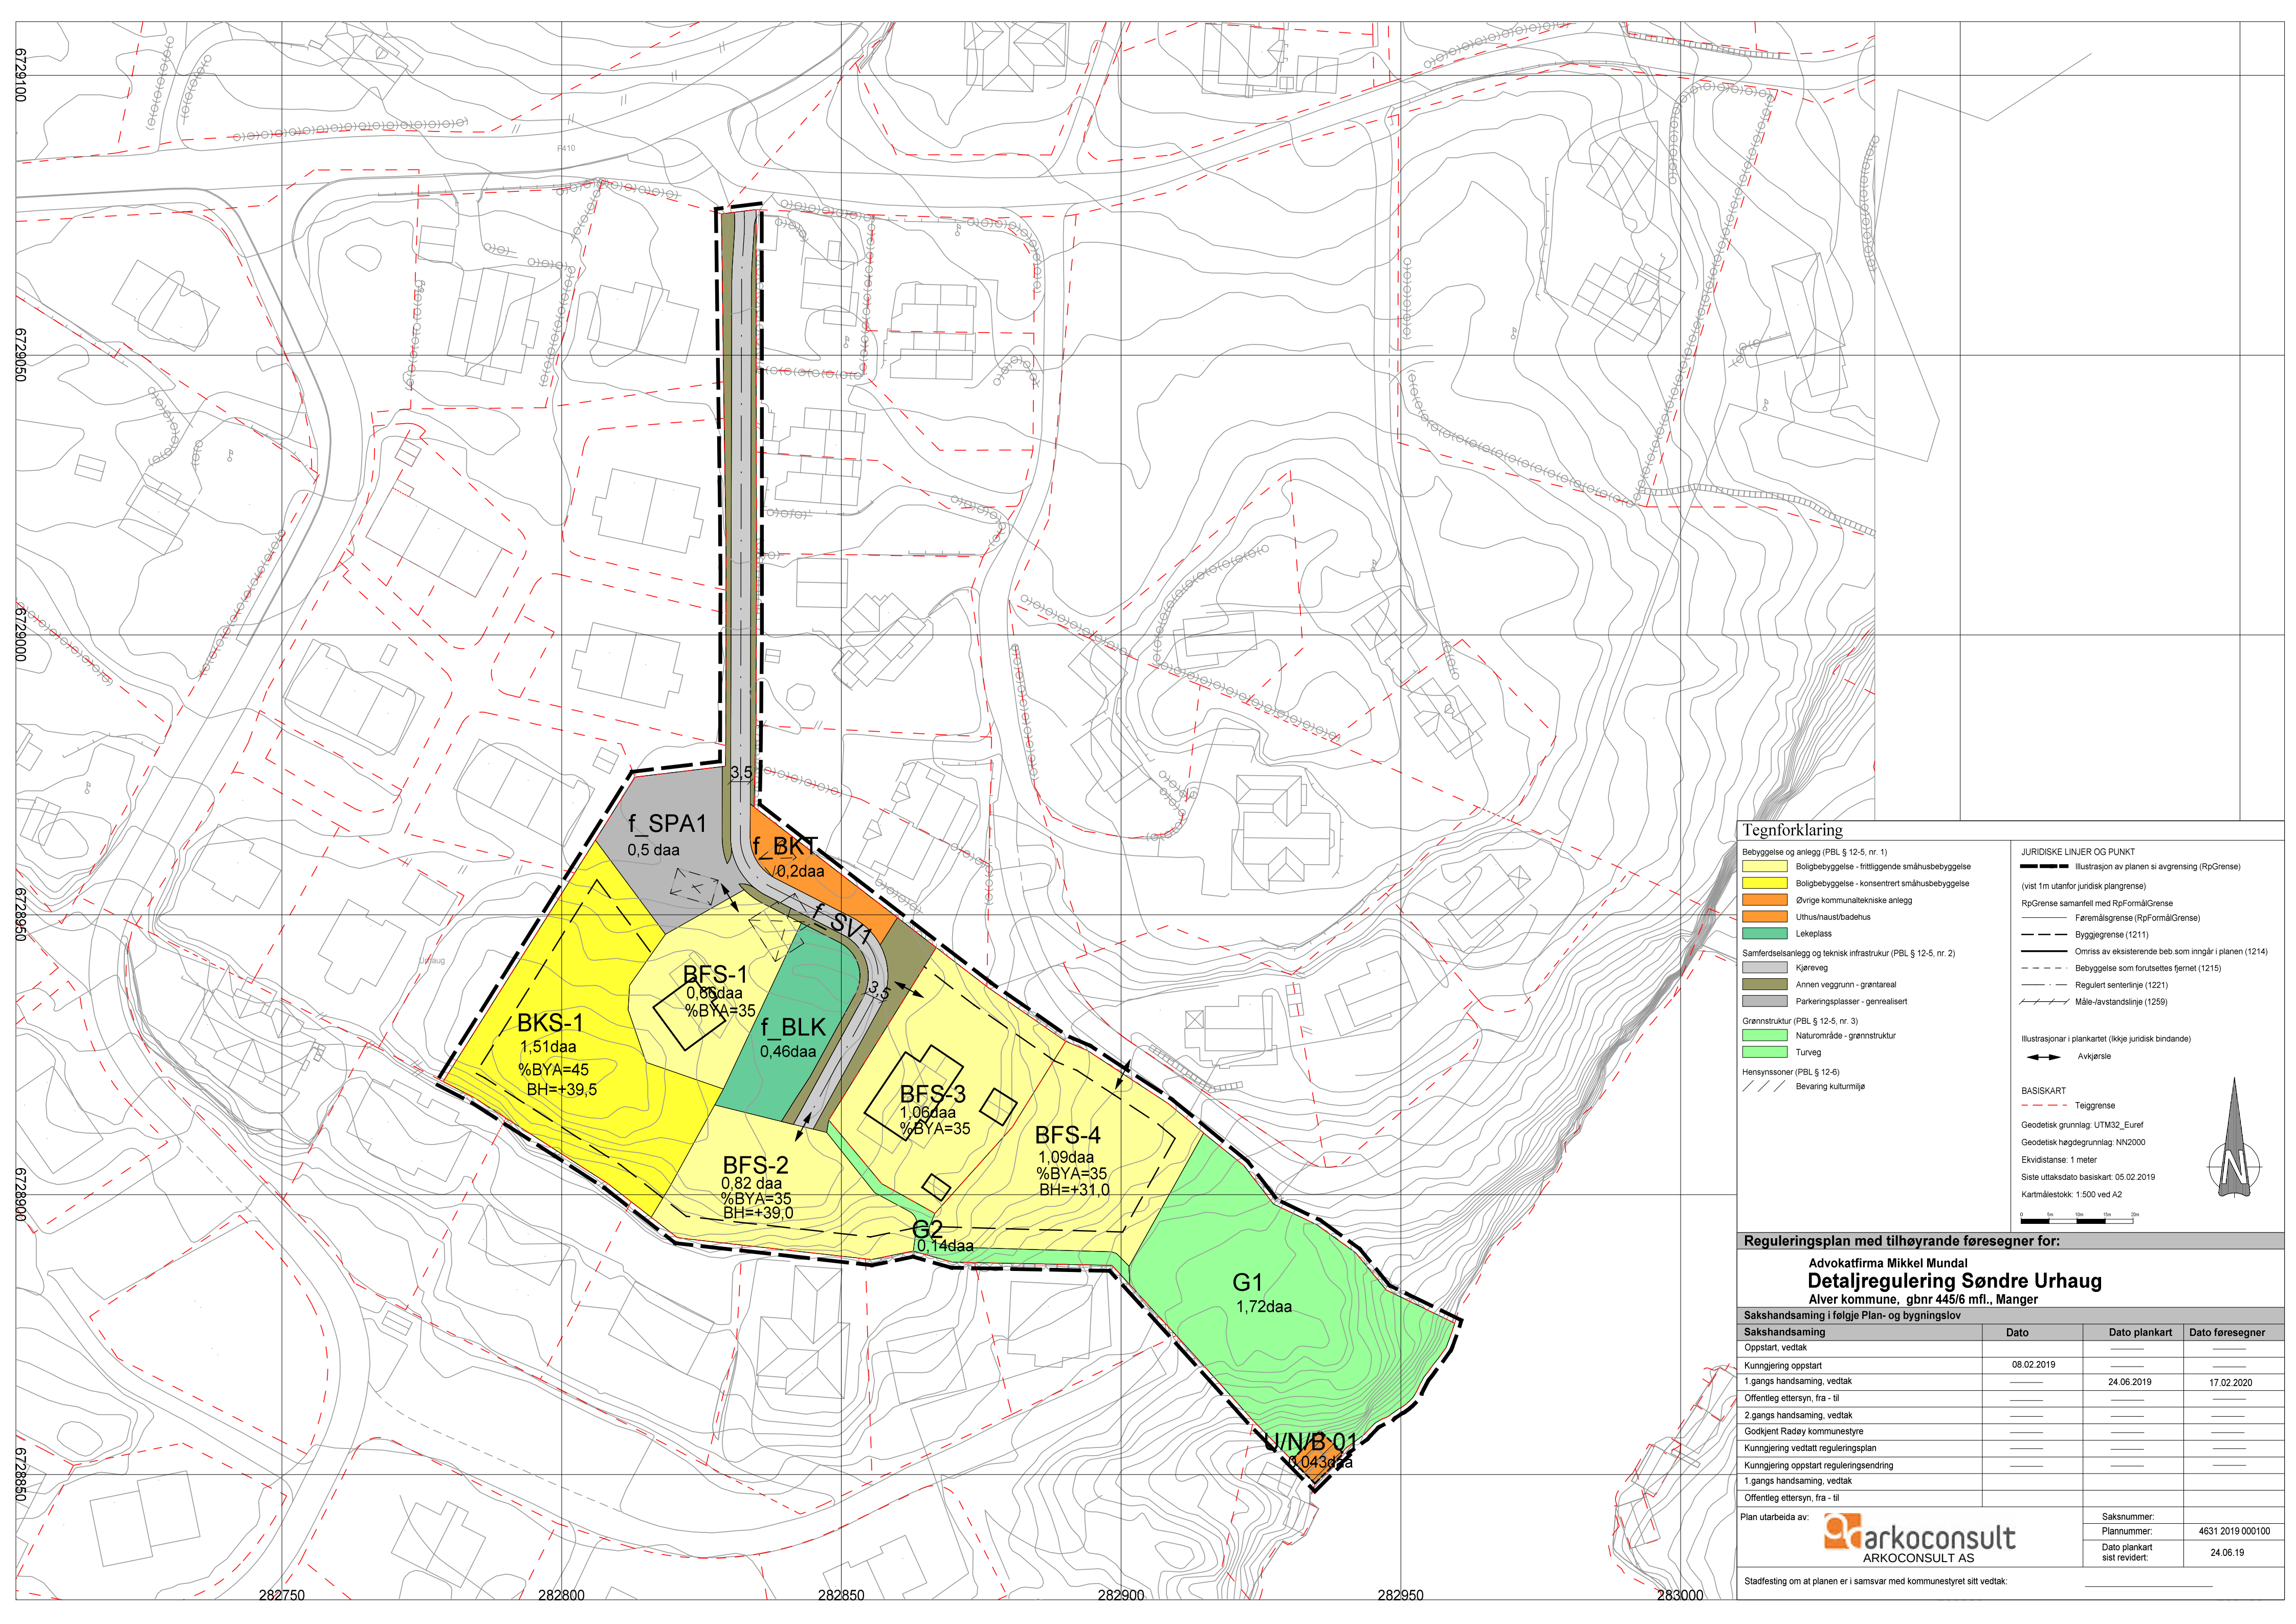 6729100
6729050
6729000
6728950
6728900
6728850
282750
282800
282850
282900
282950
283000
F410
Urhaug
3,5
f_SPA1
0,5 daa
f_BKT
0,2daa
f_SV1
3,5
BFS-1
0,86daa
%BYA=35
BKS-1
1,51daa
%BYA=45
BH=+39,5
f_BLK
0,46daa
BFS-3
1,06daa
%BYA=35
BFS-4
1,09daa
%BYA=35
BH=+31,0
BFS-2
0,82 daa
%BYA=35
BH=+39,0
G2
0,14daa
G1
1,72daa
U/N/B 01
0.043daa
Tegnforklaring
Bebyggelse og anlegg (PBL § 12-5, nr. 1)
Boligbebyggelse - frittliggende småhusbebyggelse
Boligbebyggelse - konsentrert småhusbebyggelse
Øvrige kommunaltekniske anlegg
Uthus/naust/badehus
Lekeplass
Samferdselsanlegg og teknisk infrastrukur (PBL § 12-5, nr. 2)
Kjøreveg
Annen veggrunn - grøntareal
Parkeringsplasser - genrealisert
Grønnstruktur (PBL § 12-5, nr. 3)
Naturområde - grønnstruktur
Turveg
Hensynssoner (PBL § 12-6)
Bevaring kulturmiljø
JURIDISKE LINJER OG PUNKT
Illustrasjon av planen si avgrensing (RpGrense)
(vist 1m utanfor juridisk plangrense)
RpGrense samanfell med RpFormålGrense
Føremålsgrense (RpFormålGrense)
Byggjegrense (1211)
Omriss av eksisterende beb.som inngår i planen (1214)
Bebyggelse som forutsettes fjernet (1215)
Regulert senterlinje (1221)
Måle-/avstandslinje (1259)
Illustrasjonar i plankartet (Ikkje juridisk bindande)
Avkjørsle
BASISKART
Teiggrense
Geodetisk grunnlag: UTM32_Euref
Geodetisk høgdegrunnlag: NN2000
Ekvidistanse: 1 meter
Siste uttaksdato basiskart: 05.02.2019
Kartmålestokk: 1:500 ved A2
0 5m 10m 15m 20m
N
Reguleringsplan med tilhøyrande føresegner for:
Advokatfirma Mikkel Mundal
Detaljregulering Søndre Urhaug
Alver kommune, gbnr 445/6 mfl., Manger
Sakshandsaming i følgje Plan- og bygningslov
Sakshandsaming Dato Dato plankart Dato føresegner
Oppstart, vedtak
Kunngjering oppstart 08.02.2019
1.gangs handsaming, vedtak 24.06.2019 17.02.2020
Offentleg ettersyn, fra - til
2.gangs handsaming, vedtak
Godkjent Radøy kommunestyre
Kunngjering vedtatt reguleringsplan
Kunngjering oppstart reguleringsendring
1.gangs handsaming, vedtak
Offentleg ettersyn, fra - til
Plan utarbeida av:
arkoconsult
ARKOCONSULT AS
Saksnummer:
Plannummer: 4631 2019 000100
Dato plankart
sist revidert: 24.06.19
Stadfesting om at planen er i samsvar med kommunestyret sitt vedtak: